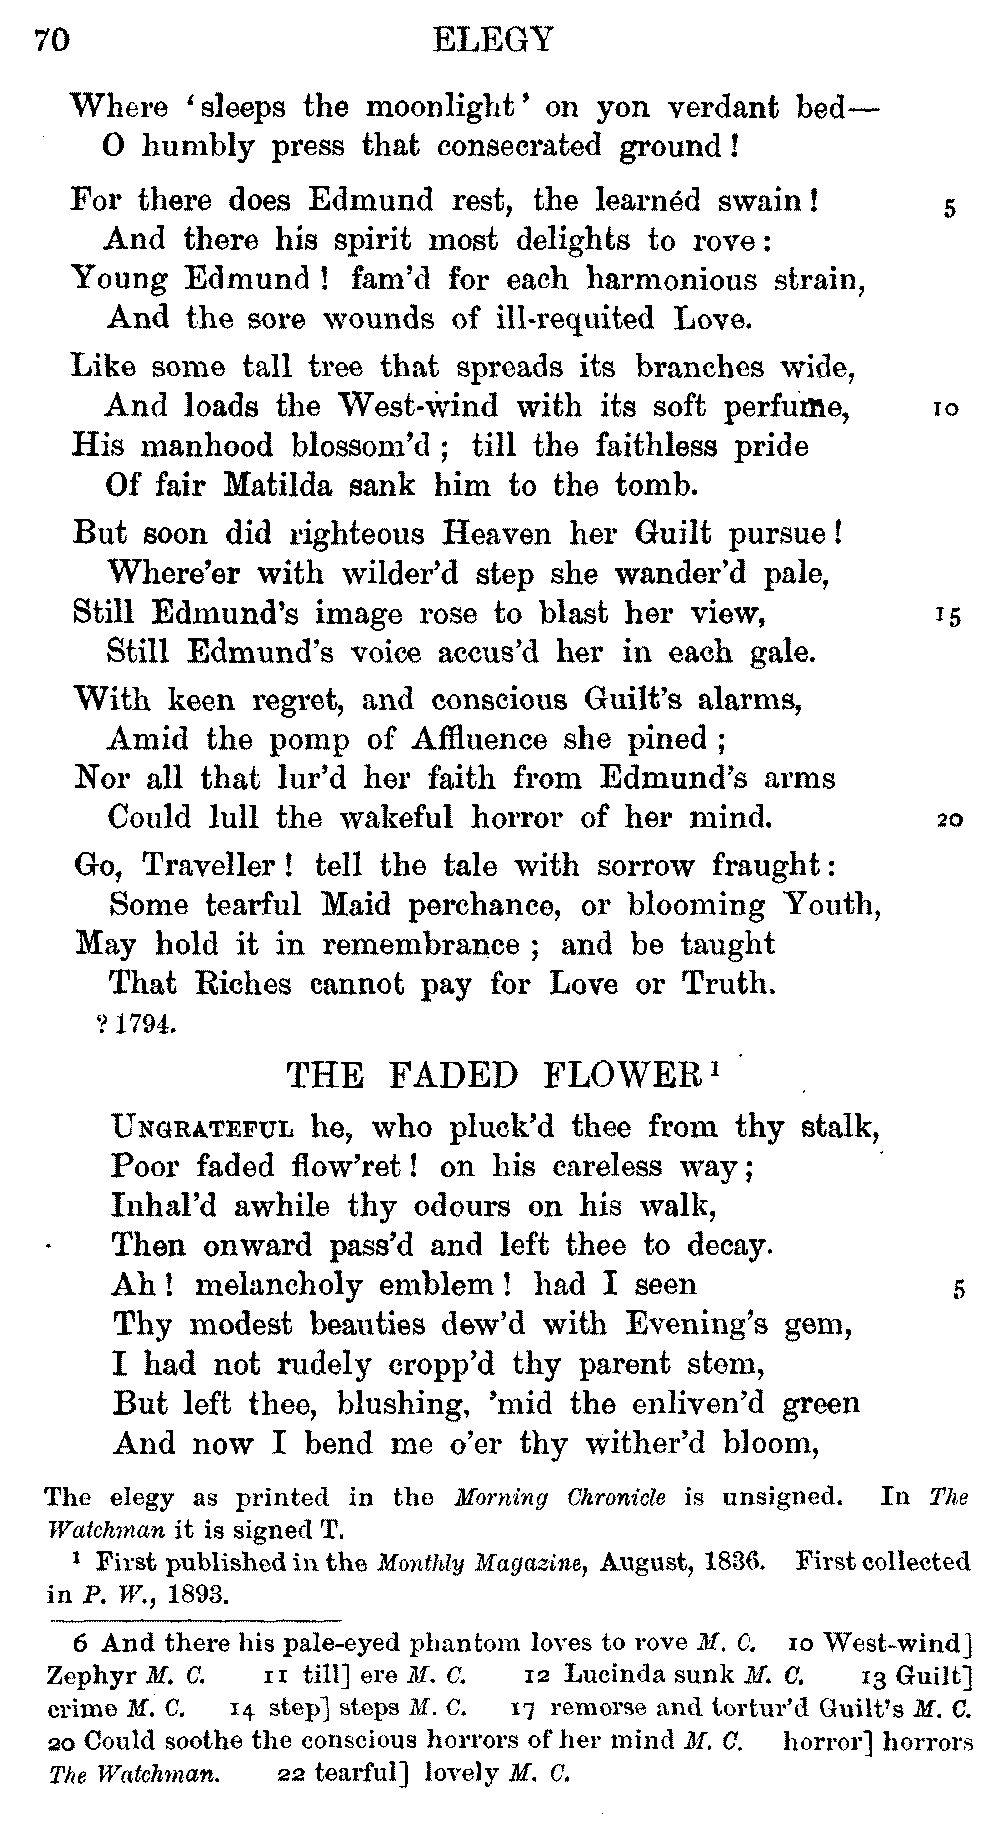 70 ELEGY
Where ‘sleeps the moonlight’ on yon verdant bed—
O humbly press that consecrated ground!
For there does Edmund rest, the learnéd swain! 5
And there his spirit most delights to rove:
Young Edmund! fam’d for each harmonious strain,
And the sore wounds of ill-requited Love.
Like some tall tree that spreads its branches wide,
And loads the West-wind with its soft perfume, 10
His manhood blossom’d; till the faithless pride
Of fair Matilda sank him to the tomb.
But soon did righteous Heaven her Guilt pursue!
Where’er with wilder’d step she wander’d pale,
Still Edmund’s image rose to blast her view, 15
Still Edmund’s voice accus’d her in each gale.
With keen regret, and conscious Guilt’s alarms,
Amid the pomp of Affluence she pined;
Nor all that lur’d her faith from Edmund’s arms
Could lull the wakeful horror of her mind. 20
Go, Traveller! tell the tale with sorrow fraught:
Some tearful Maid perchance, or blooming Youth,
May hold it in remembrance; and be taught
That Riches cannot pay for Love or Truth.
? 1794.
THE FADED FLOWER¹
UNGRATEFUL he, who pluck’d thee from thy stalk,
Poor faded flow’ret! on his careless way;
Inhal’d awhile thy odours on his walk,
Then onward pass’d and left thee to decay.
Ah! melancholy emblem! had I seen 5
Thy modest beauties dew’d with Evening’s gem,
I had not rudely cropp’d thy parent stem,
But left thee, blushing, ’mid the enliven’d green
And now I bend me o’er thy wither’d bloom,
The elegy as printed in the Morning Chronicle is unsigned. In The
Watchman it is signed T.
¹ First published in the Monthly Magazine, August, 1836. First collected
in P. W., 1893.
6 And there his pale-eyed phantom loves to rove M. C. 10 West-wind]
Zephyr M. C. 11 till] ere M. C. 12 Lucinda sunk M. C. 13 Guilt]
crime M. C. 14 step] steps M. C. 17 remorse and tortur’d Guilt’s M. C.
20 Could soothe the conscious horrors of her mind M. C. horror] horrors
The Watchman. 22 tearful] lovely M. C.